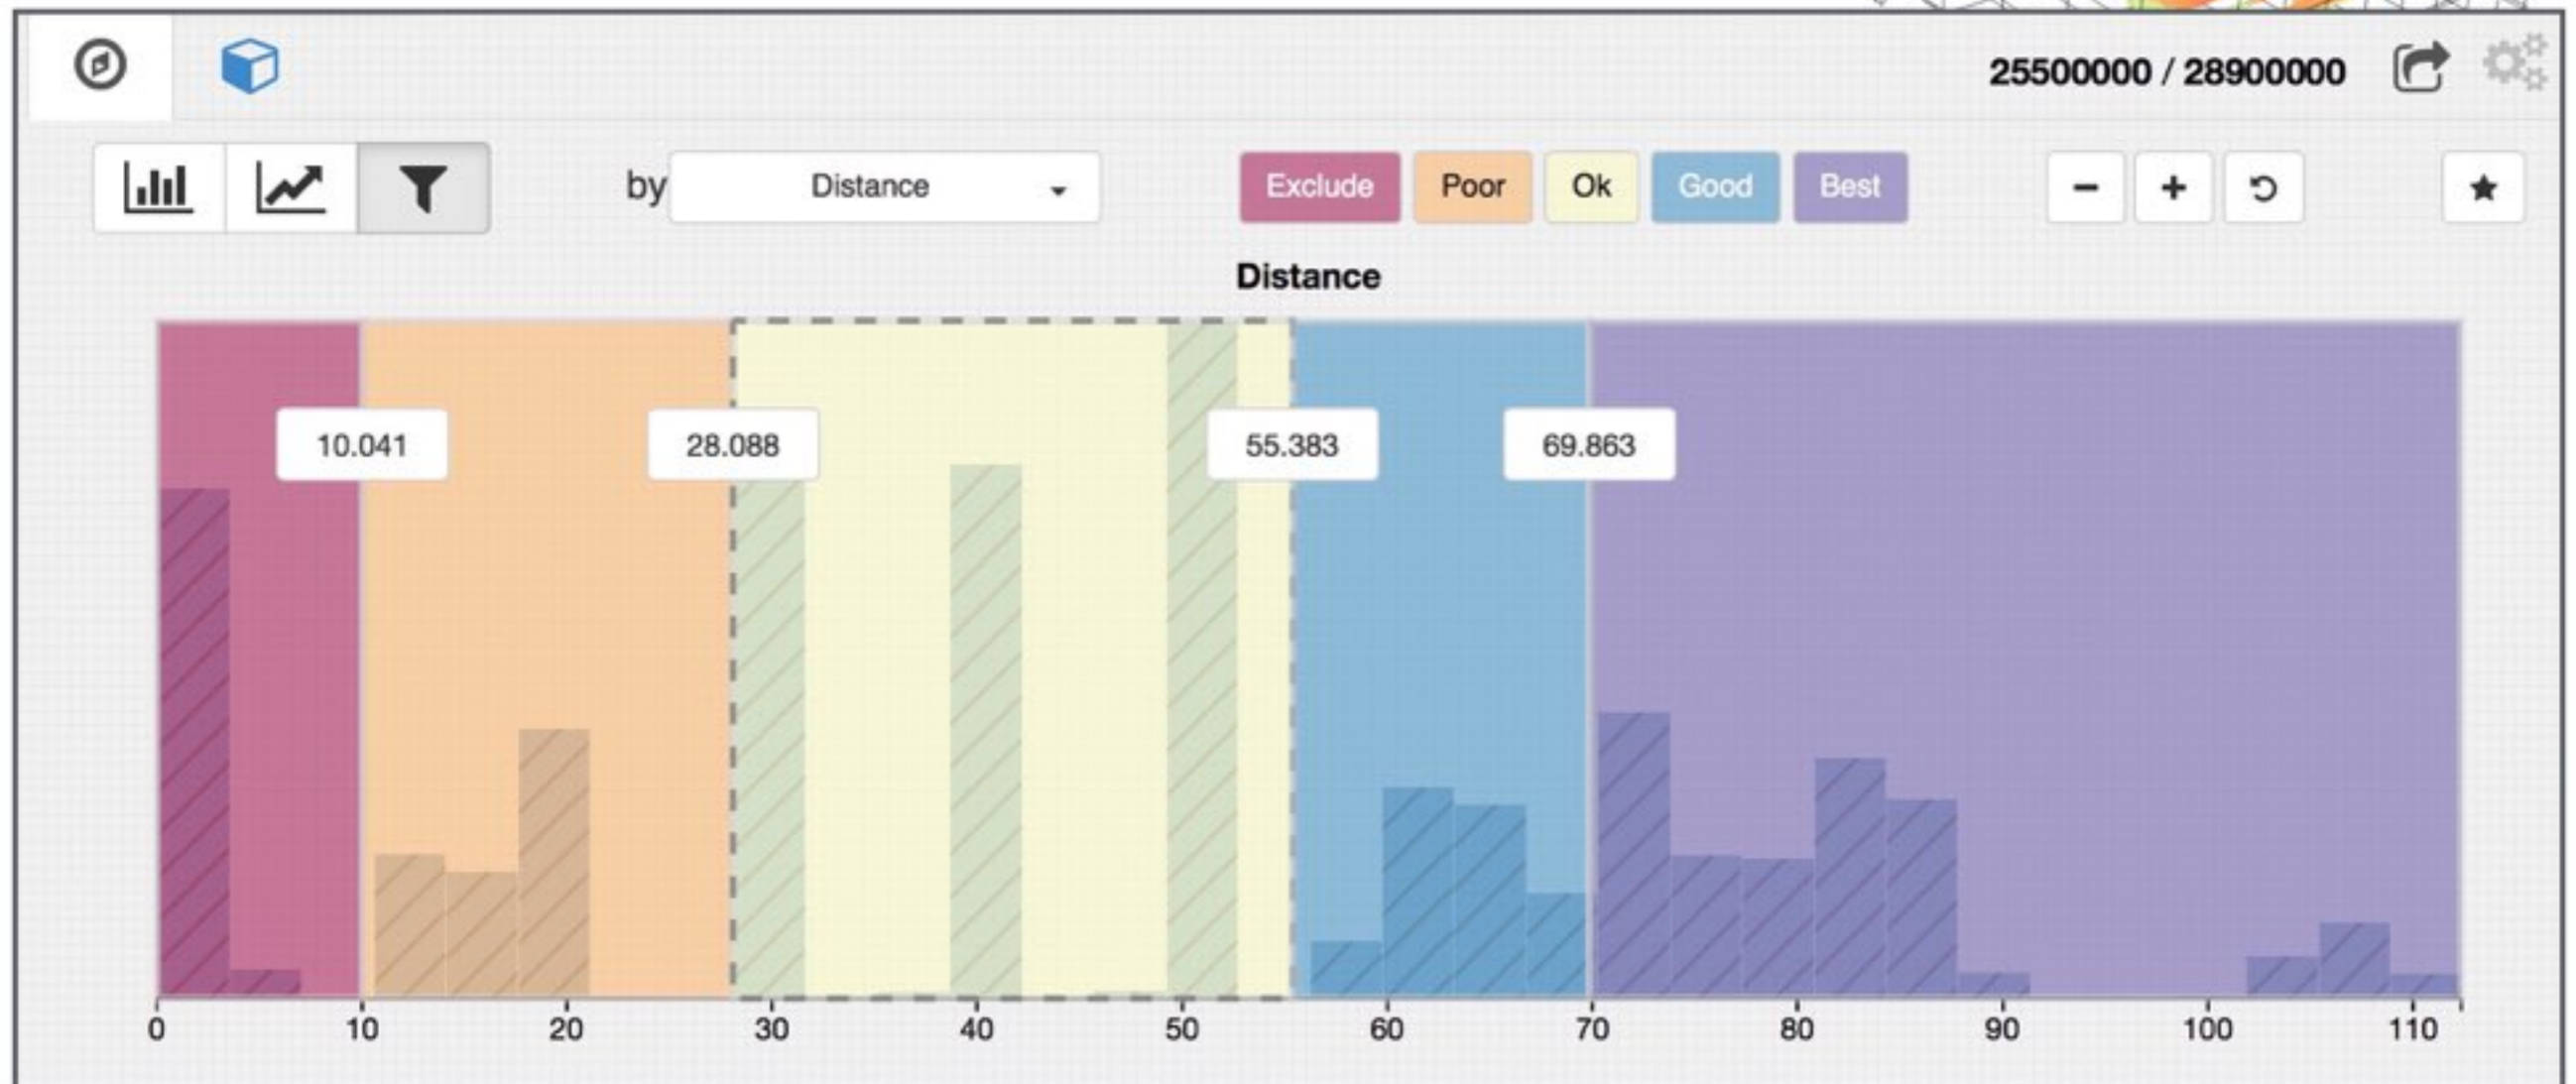 25500000 / 28900000
by Distance Exclude Poor Ok Good Best
Distance
10.041 28.088 55.383 69.863
0 10 20 30 40 50 60 70 80 90 100 110